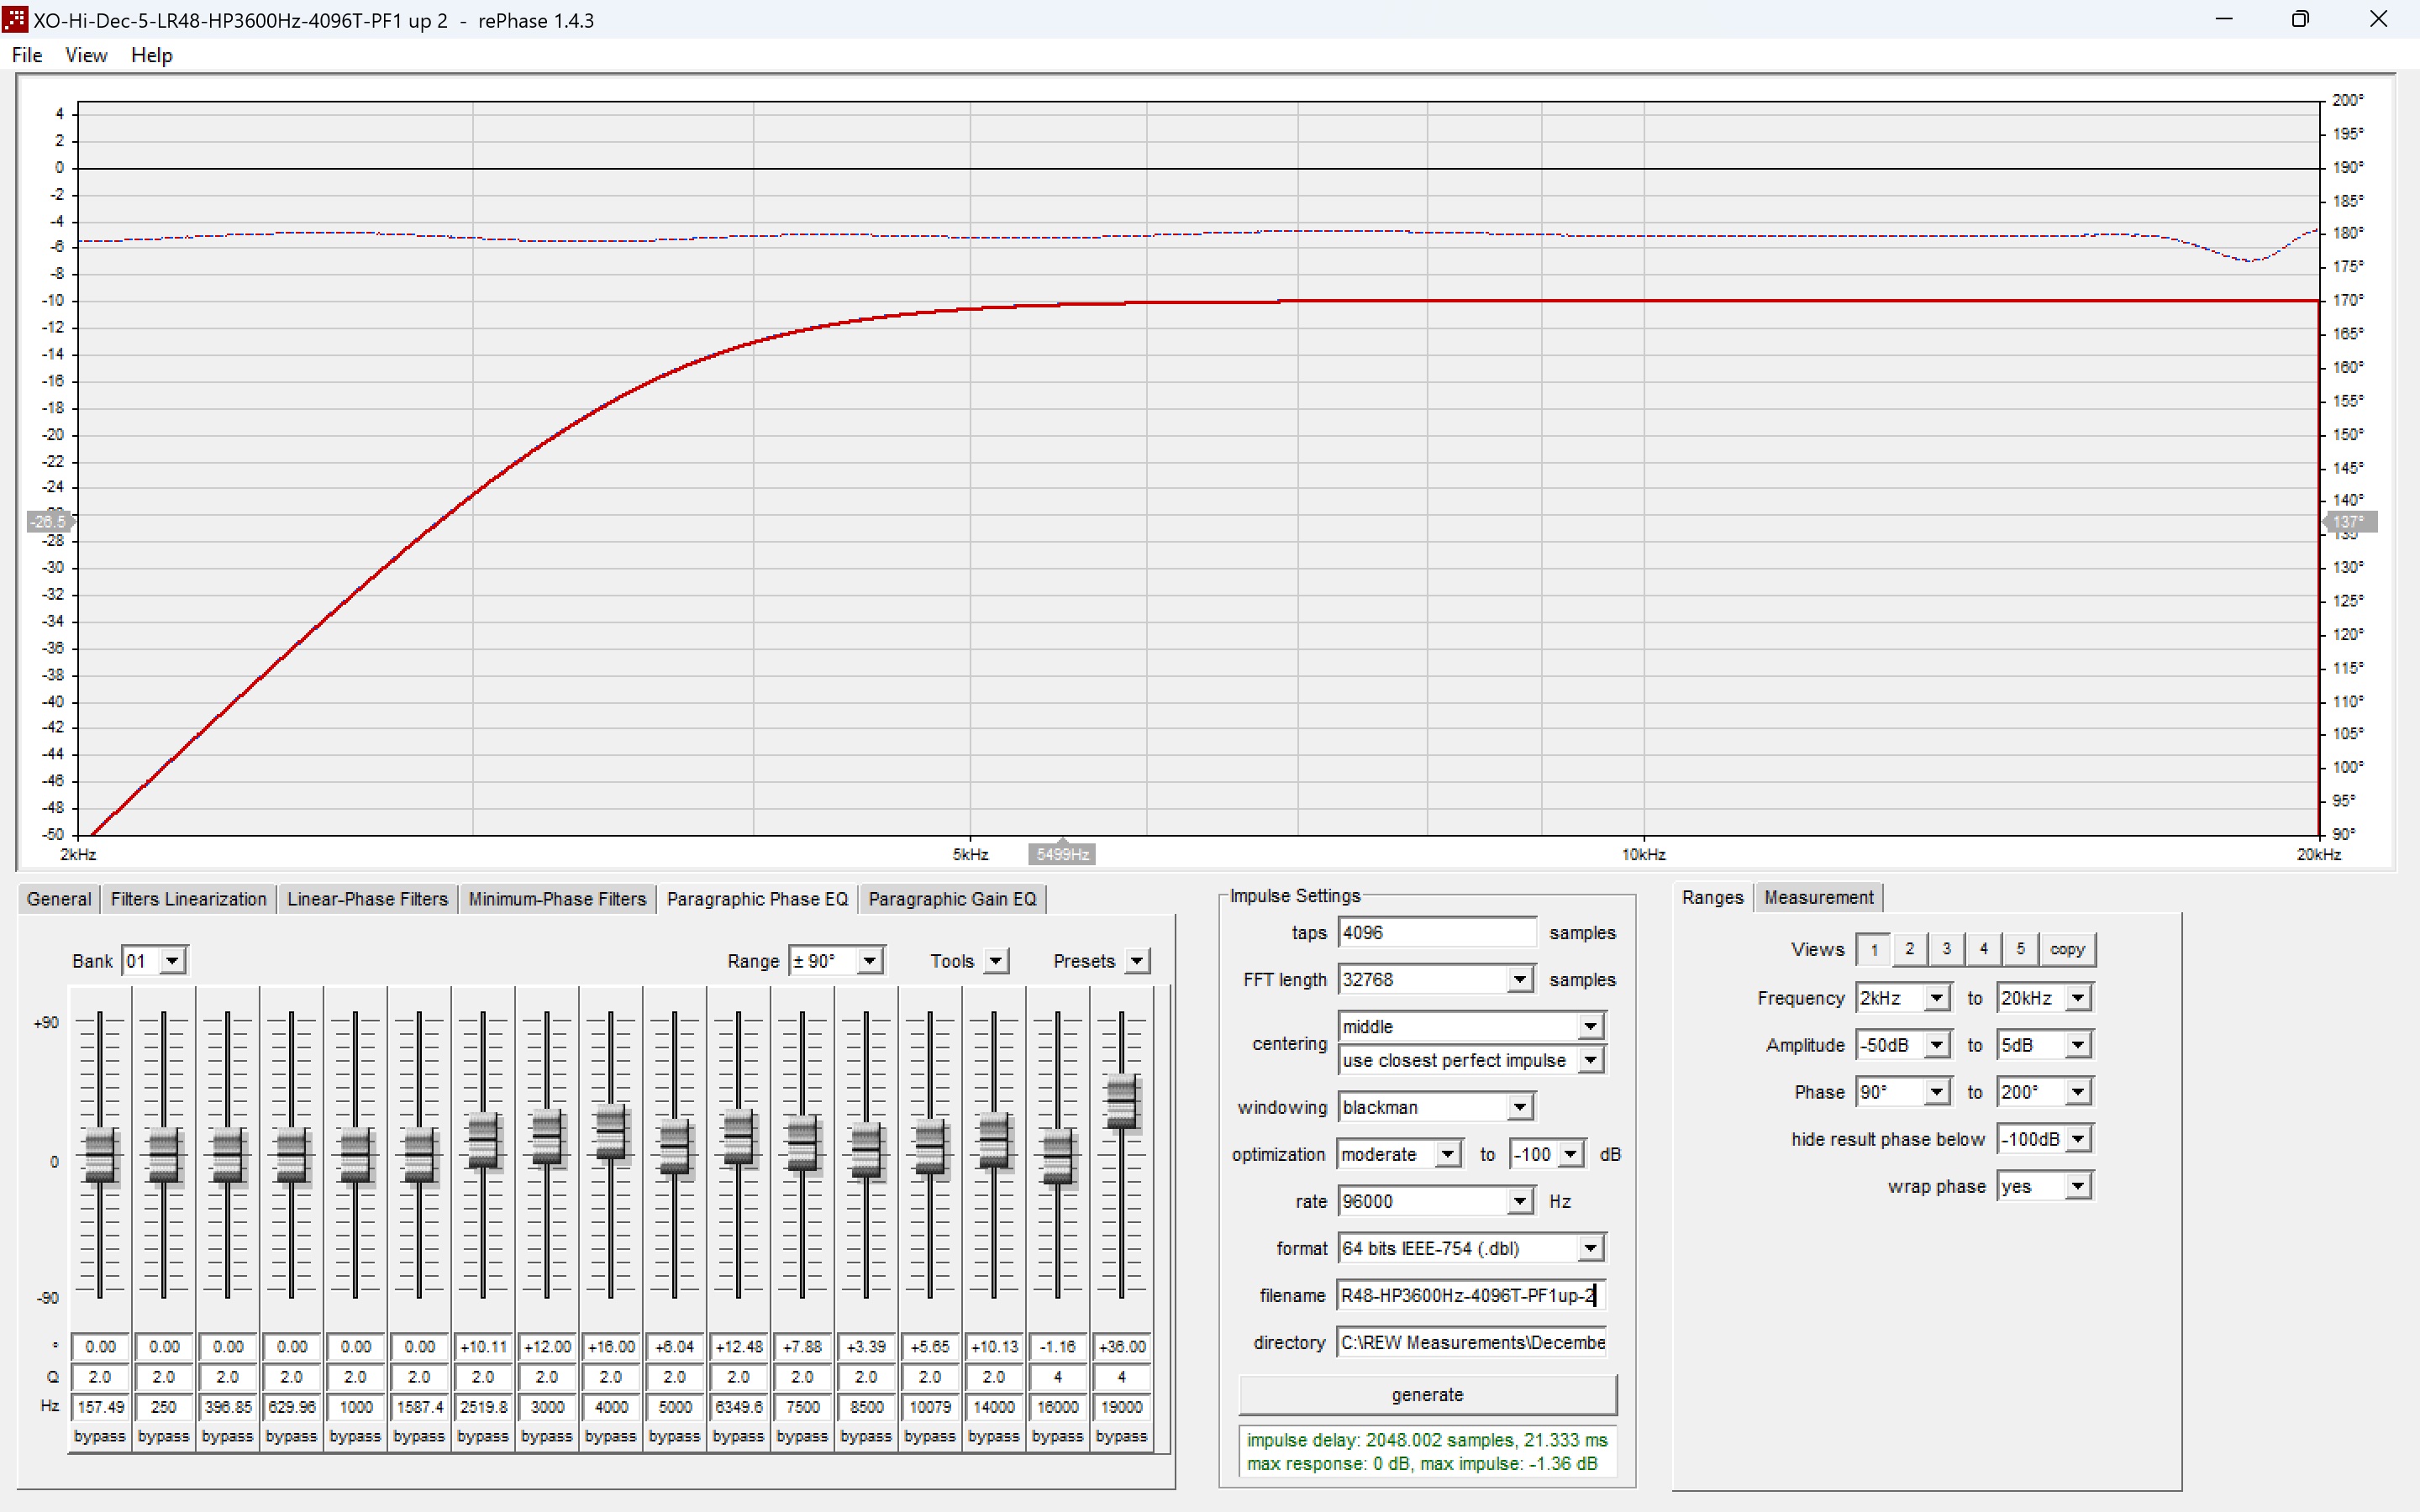 XO-Hi-Dec-5-LR48-HP3600Hz-4096T-PF1 up 2 - rePhase 1.4.3
File View Help
4 200°
2 195°
0 190°
-2 185°
-4 180°
-6 175°
-8 170°
-10 165°
-12 160°
-14 155°
-16 150°
-18 145°
-20 140°
-22 137°
-24 130°
-26.5 125°
-28 120°
-30 115°
-32 110°
-34 105°
-36 100°
-38 95°
-40 90°
-42
-44
-46
-48
-50
2kHz 5kHz 5499Hz 10kHz 20kHz
General Filters Linearization Linear-Phase Filters Minimum-Phase Filters Paragraphic Phase EQ Paragraphic Gain EQ
Bank 01 Range ± 90° Tools Presets
+90
0
-90
° 0.00 0.00 0.00 0.00 0.00 0.00 +10.11 +12.00 +16.00 +6.04 +12.48 +7.88 +3.39 +5.65 +10.13 -1.16 +36.00
Q 2.0 2.0 2.0 2.0 2.0 2.0 2.0 2.0 2.0 2.0 2.0 2.0 2.0 2.0 2.0 4 4
Hz 157.49 250 396.85 629.96 1000 1587.4 2519.8 3000 4000 5000 6349.6 7500 8500 10079 14000 16000 19000
bypass bypass bypass bypass bypass bypass bypass bypass bypass bypass bypass bypass bypass bypass bypass bypass bypass
Impulse Settings
taps 4096 samples
FFT length 32768 samples
centering middle
use closest perfect impulse
windowing blackman
optimization moderate to -100 dB
rate 96000 Hz
format 64 bits IEEE-754 (.dbl)
filename R48-HP3600Hz-4096T-PF1up-2
directory C:\REW Measurements\Decembe
generate
impulse delay: 2048.002 samples, 21.333 ms
max response: 0 dB, max impulse: -1.36 dB
Ranges Measurement
Views 1 2 3 4 5 copy
Frequency 2kHz to 20kHz
Amplitude -50dB to 5dB
Phase 90° to 200°
hide result phase below -100dB
wrap phase yes